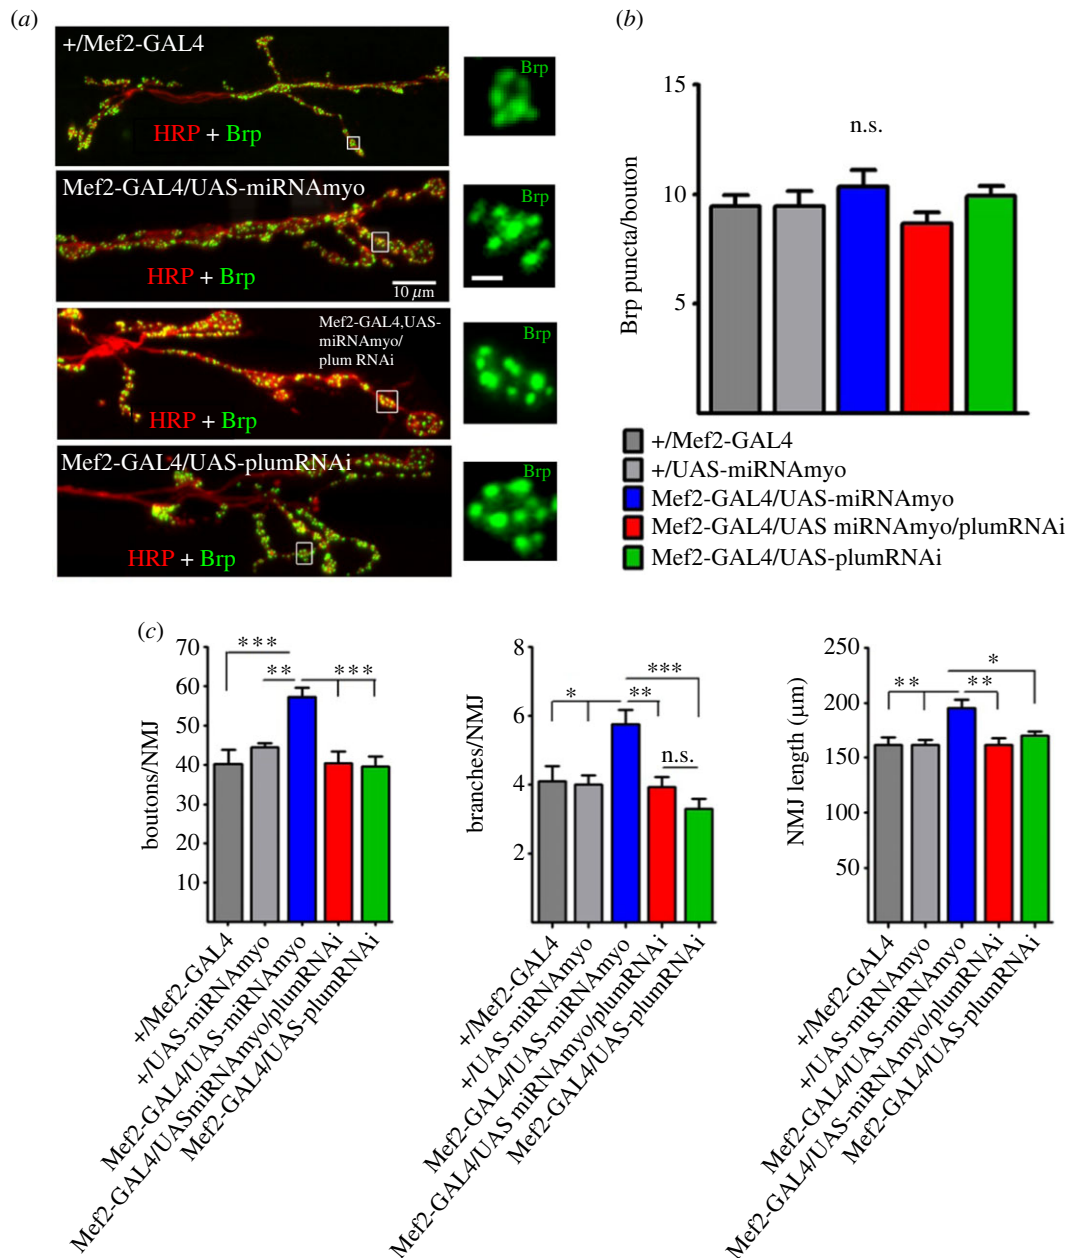 (a)
+/Mef2-GAL4
HRP + Brp
Brp
Mef2-GAL4/UAS-miRNAmyo
HRP + Brp
10 µm
Brp
Mef2-GAL4,UAS-
miRNAmyo/
plum RNAi
HRP + Brp
Brp
Mef2-GAL4/UAS-plumRNAi
HRP + Brp
Brp
(b)
Brp puncta/bouton
15
10
5
n.s.
+/Mef2-GAL4
+/UAS-miRNAmyo
Mef2-GAL4/UAS-miRNAmyo
Mef2-GAL4/UAS miRNAmyo/plumRNAi
Mef2-GAL4/UAS-plumRNAi
(c)
boutons/NMJ
70
60
50
40
30
20
10
***
** ***
+/Mef2-GAL4
+/UAS-miRNAmyo
Mef2-GAL4/UAS-miRNAmyo
Mef2-GAL4/UASmiRNAmyo/plumRNAi
Mef2-GAL4/UAS-plumRNAi
branches/NMJ
8
6
4
2
***
* **
n.s.
+/Mef2-GAL4
+/UAS-miRNAmyo
Mef2-GAL4/UAS-miRNAmyo
Mef2-GAL4/UAS miRNAmyo/plumRNAi
Mef2-GAL4/UAS-plumRNAi
NMJ length (µm)
250
200
150
100
50
*
** **
+/Mef2-GAL4
+/UAS-miRNAmyo
Mef2-GAL4/UAS-miRNAmyo
Mef2-GAL4/UAS-miRNAmyo/plumRNAi
Mef2-GAL4/UAS-plumRNAi